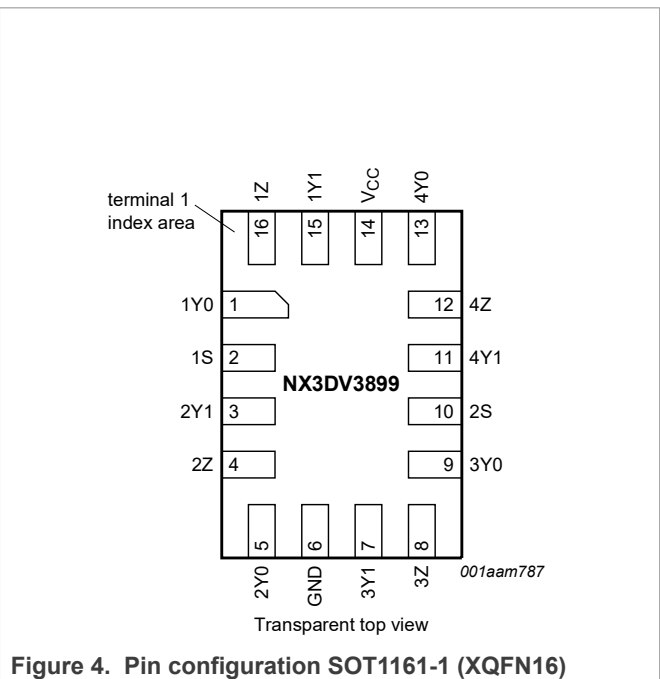 1Z 1Y1 VCC 4Y0
terminal 1
index area
16 15 14 13
1Y0 1 12 4Z
1S 2 11 4Y1
NX3DV3899
2Y1 3 10 2S
2Z 4 9 3Y0
5 6 7 8
2Y0 GND 3Y1 3Z
001aam787
Transparent top view
Figure 4. Pin configuration SOT1161-1 (XQFN16)